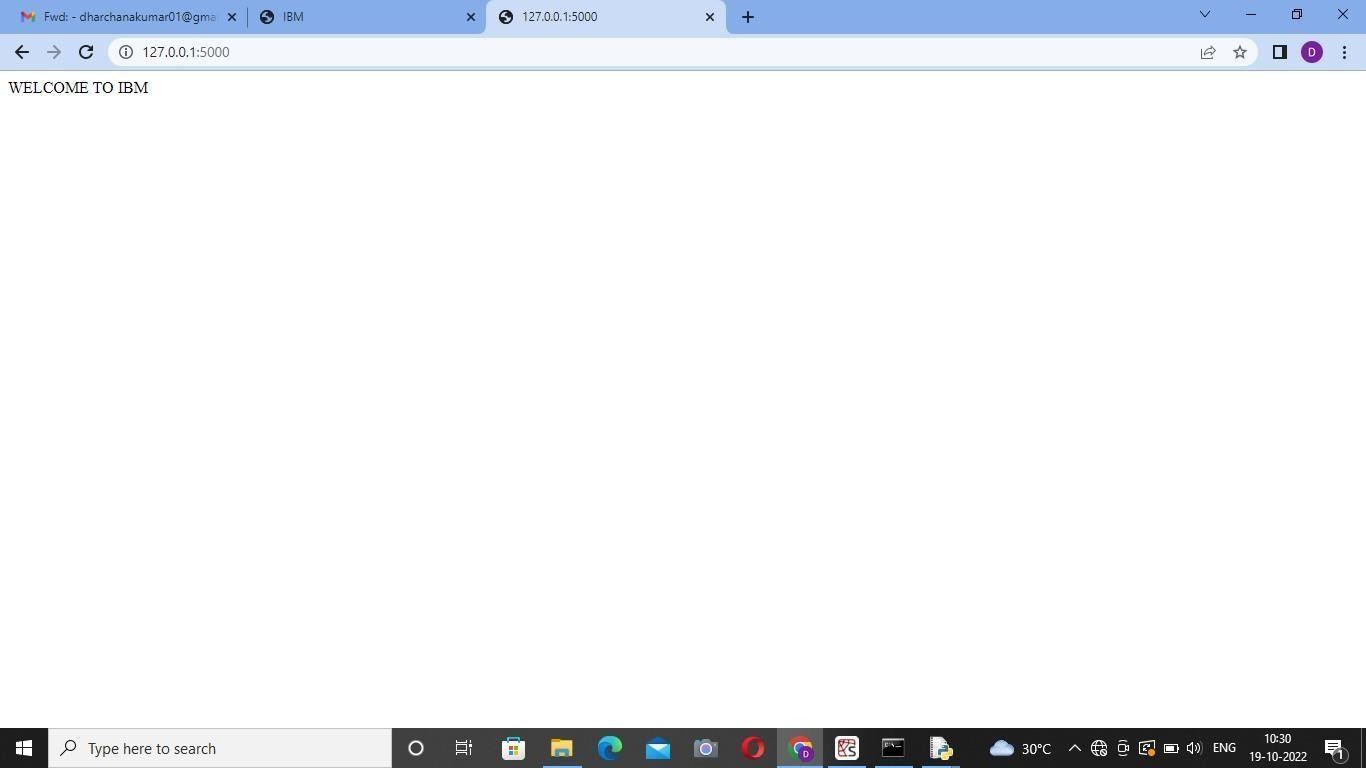 Fwd: - dharchanakumar01@gma
IBM
127.0.0.1:5000
127.0.0.1:5000
D
WELCOME TO IBM
Type here to search
D
30°C
ENG
10:30
19-10-2022
1